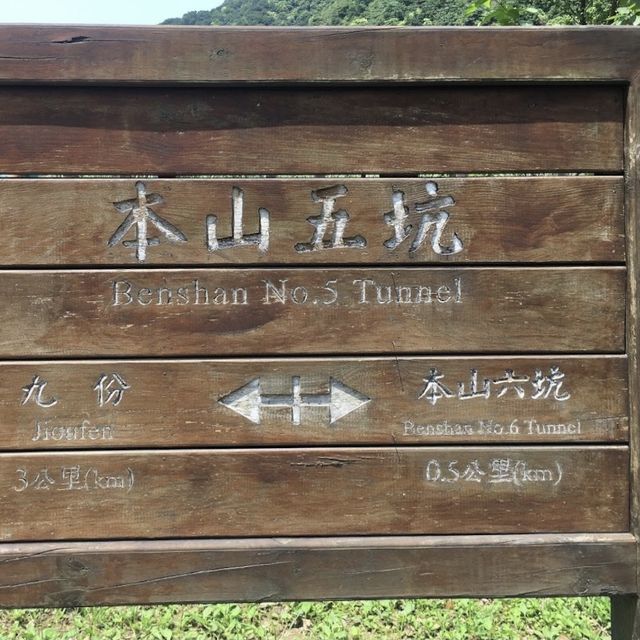 本山五坑
Benshan No.5 Tunnel
九份 本山六坑
Jioufen Benshan No.6 Tunnel
3公里(km) 0.5公里(km)